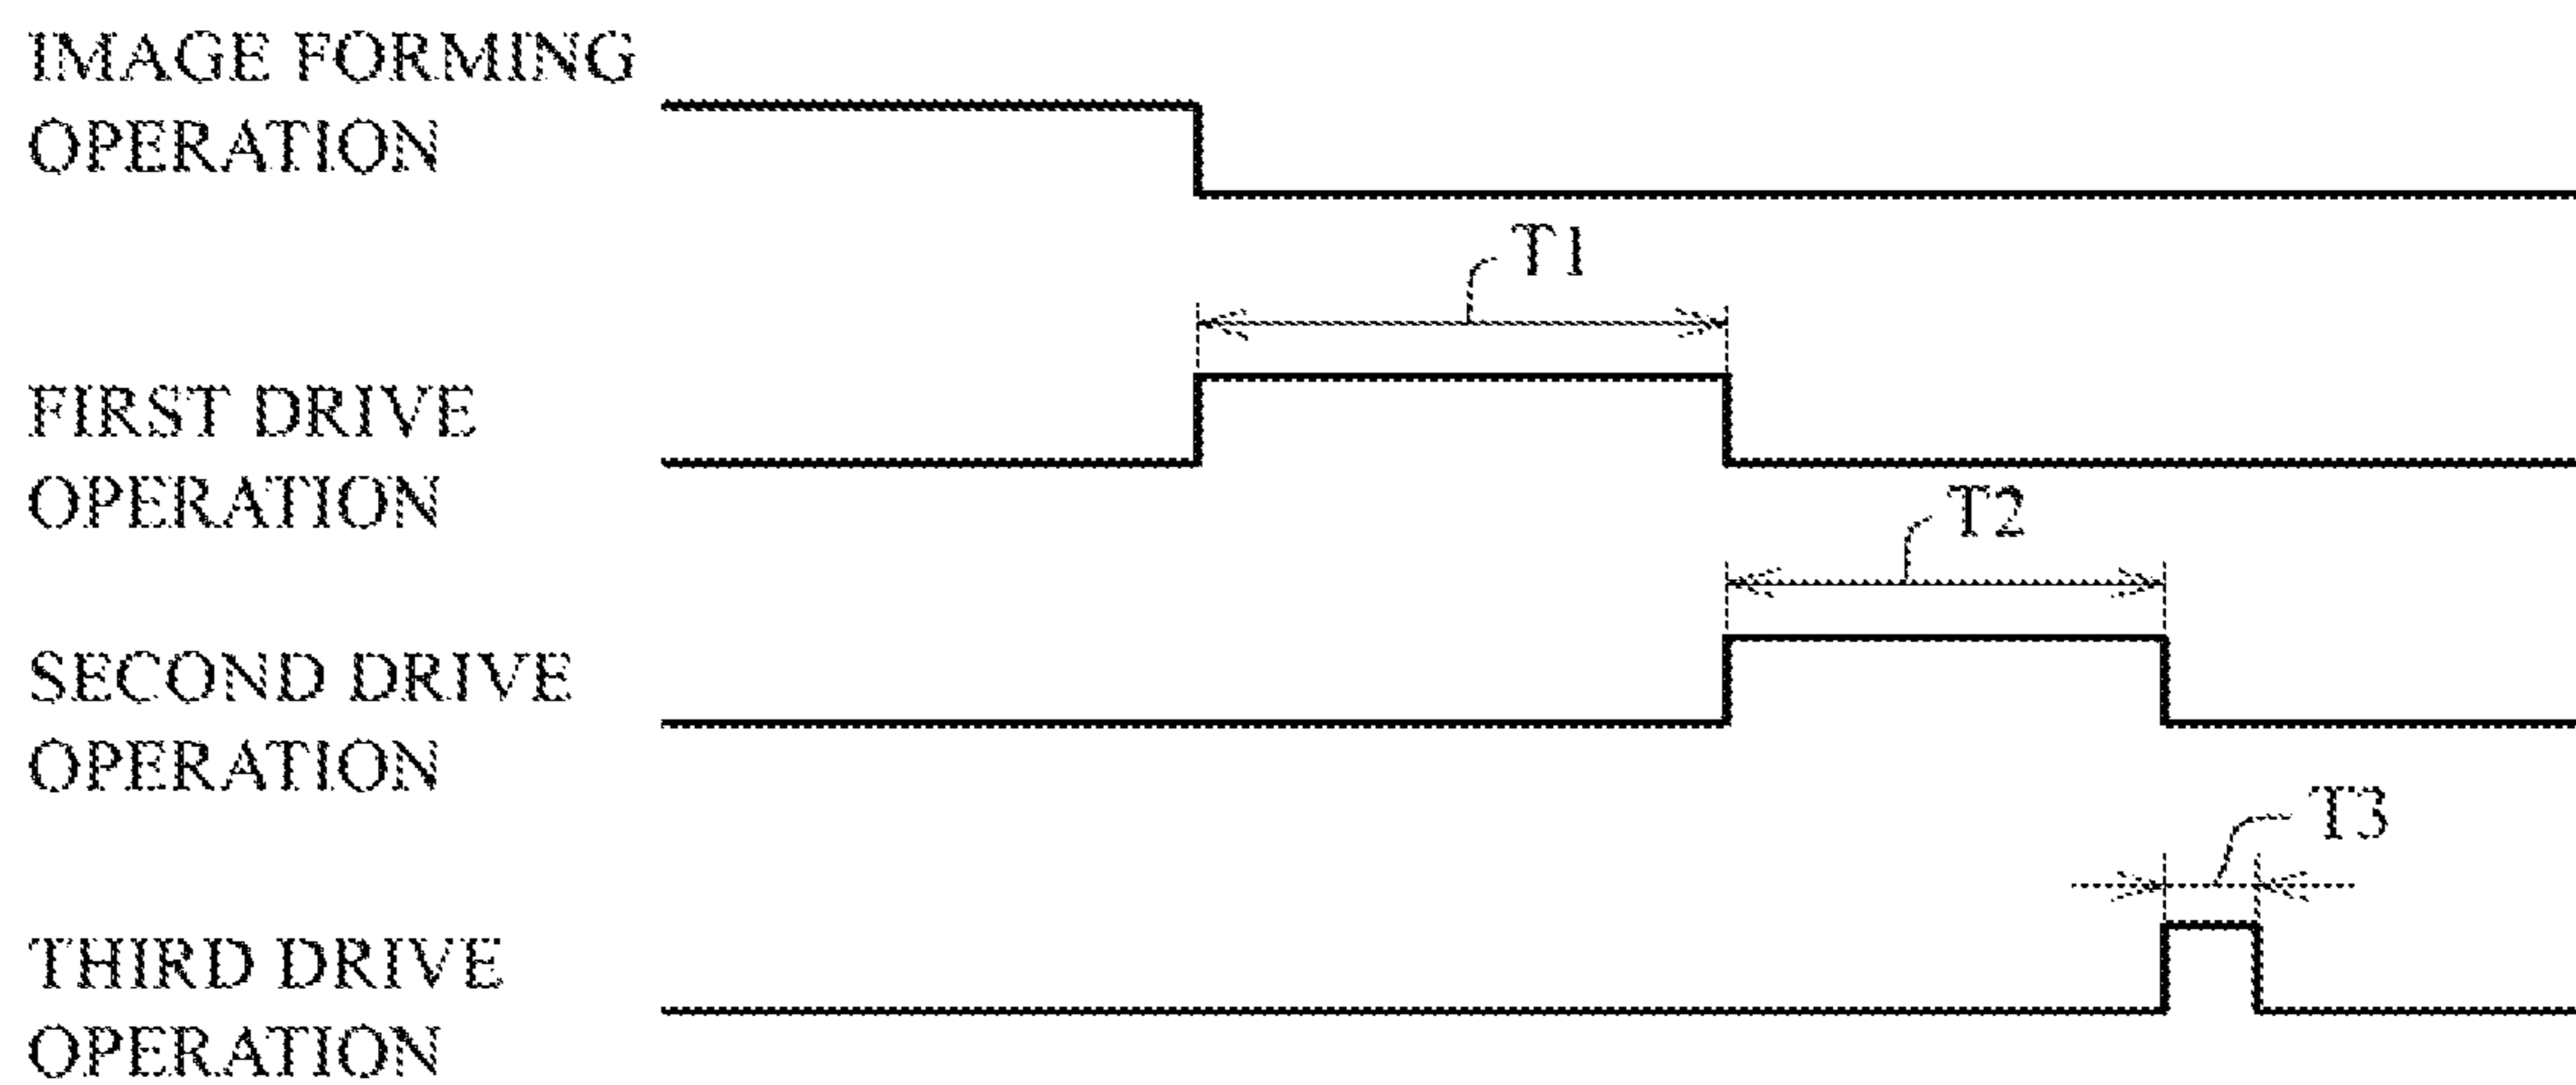 IMAGE FORMING
OPERATION
T1
FIRST DRIVE
OPERATION
T2
SECOND DRIVE
OPERATION
T3
THIRD DRIVE
OPERATION